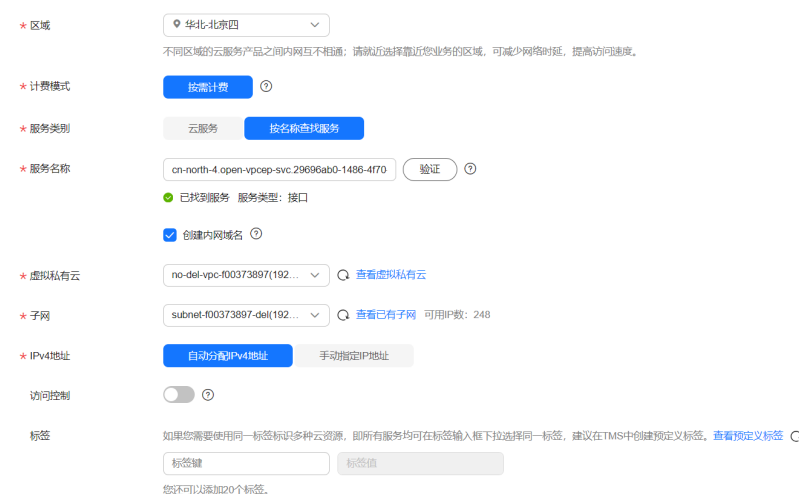 * 区域 华北-北京四
不同区域的云服务产品之间内网互不相通；请就近选择靠近您业务的区域，可减少网络时延，提高访问速度。
* 计费模式 按需计费
* 服务类别 云服务 按名称查找服务
* 服务名称 cn-north-4.open-vpcep-svc.29696ab0-1486-4f70- 验证
已找到服务 服务类型：接口
创建内网域名
* 虚拟私有云 no-del-vpc-f00373897(192... 查看虚拟私有云
* 子网 subnet-f00373897-del(192... 查看已有子网 可用IP数：248
* IPv4地址 自动分配IPv4地址 手动指定IP地址
访问控制
标签 如果您需要使用同一标签标识多种云资源，即所有服务均可在标签输入框下拉选择同一标签，建议在TMS中创建预定义标签。查看预定义标签
标签键 标签值
您还可以添加20个标签。